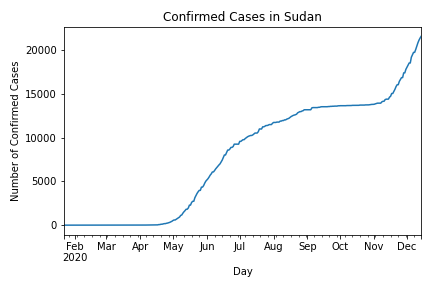 Confirmed Cases in Sudan
Number of Confirmed Cases
20000
15000
10000
5000
0
Feb Mar Apr May Jun Jul Aug Sep Oct Nov Dec
2020
Day